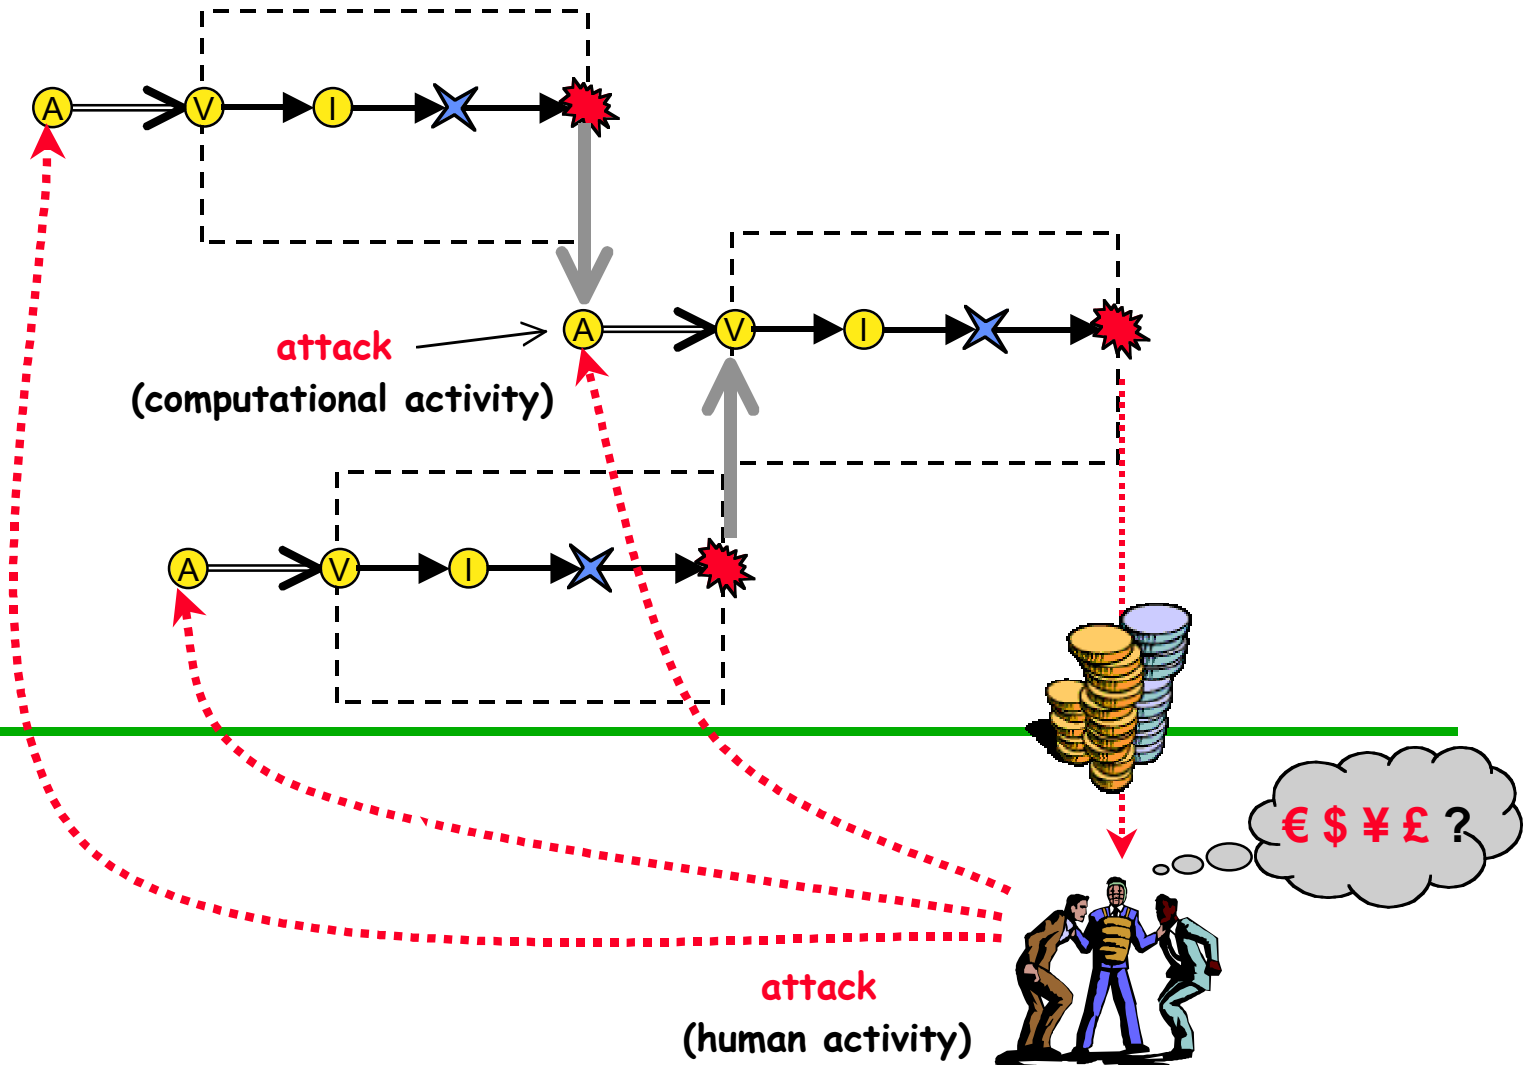 A V I
A V I
attack
(computational activity)
A V I
€ $ ¥ £ ?
attack
(human activity)